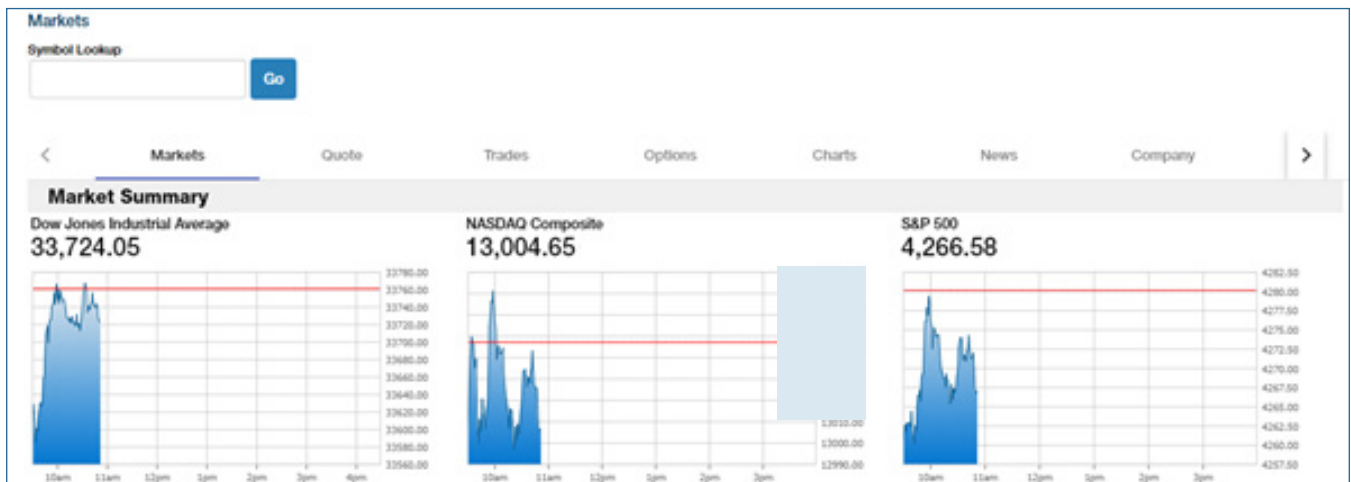 Markets
Symbol Lookup
Go
Markets Quote Trades Options Charts News Company
Market Summary
Dow Jones Industrial Average
33,724.05
NASDAQ Composite
13,004.65
S&P 500
4,266.58
33780.00
33760.00
33740.00
33720.00
33700.00
33680.00
33660.00
33640.00
33620.00
33600.00
33580.00
33560.00
10am 11am 12pm 1pm 2pm 3pm 4pm
13010.00
13000.00
12990.00
10am 11am 12pm 1pm 2pm 3pm
4282.50
4280.00
4277.50
4275.00
4272.50
4270.00
4267.50
4265.00
4262.50
4260.00
4257.50
10am 11am 12pm 1pm 2pm 3pm